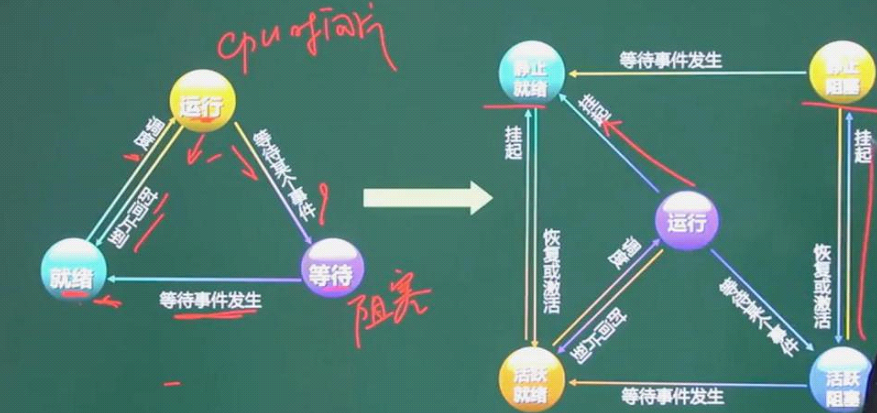 cpu时间片
运行
调度
时间片到
等待某个事件
就绪
等待事件发生
等待
阻塞
静止
就绪
等待事件发生
静止
阻塞
挂起
挂起
挂起
运行
恢复或激活
调度
时间片到
等待某个事件
恢复或激活
活跃
就绪
等待事件发生
活跃
阻塞